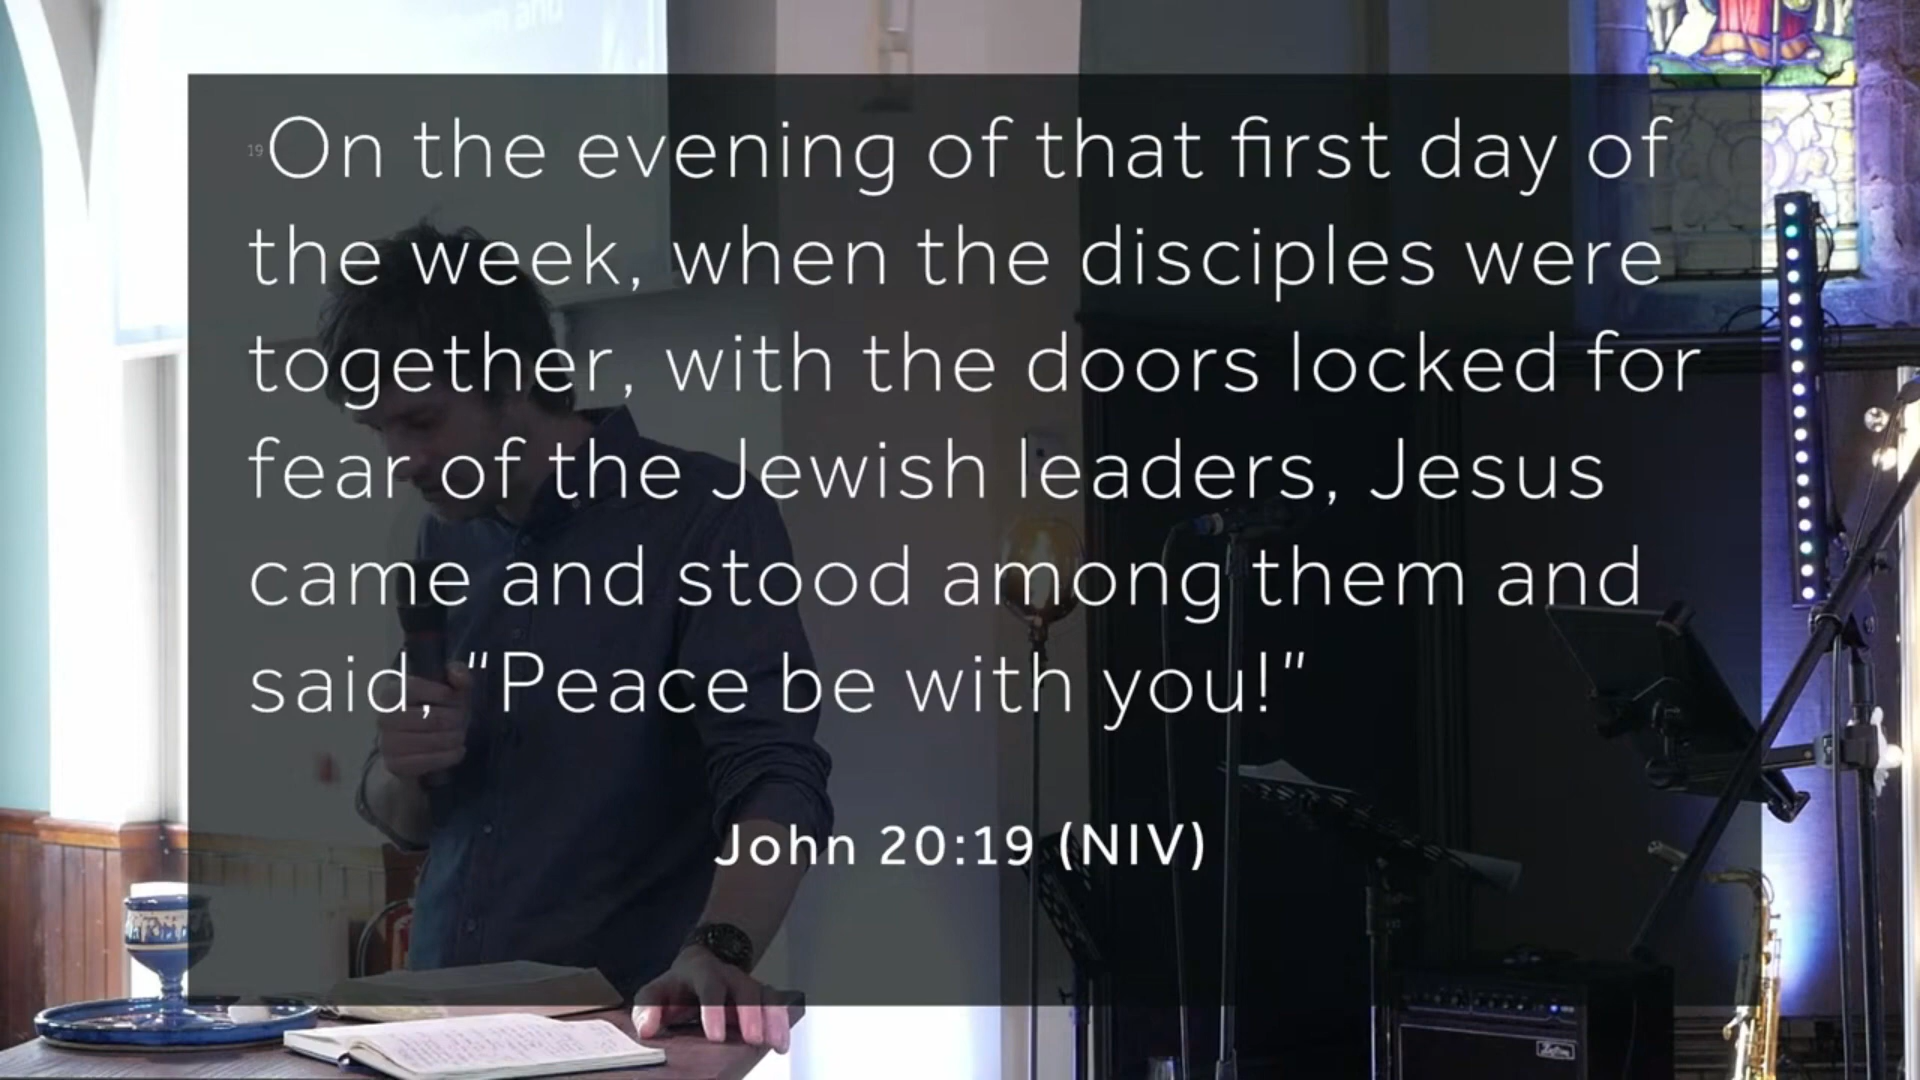 19 On the evening of that first day of
the week, when the disciples were
together, with the doors locked for
fear of the Jewish leaders, Jesus
came and stood among them and
said, “Peace be with you!”
John 20:19 (NIV)